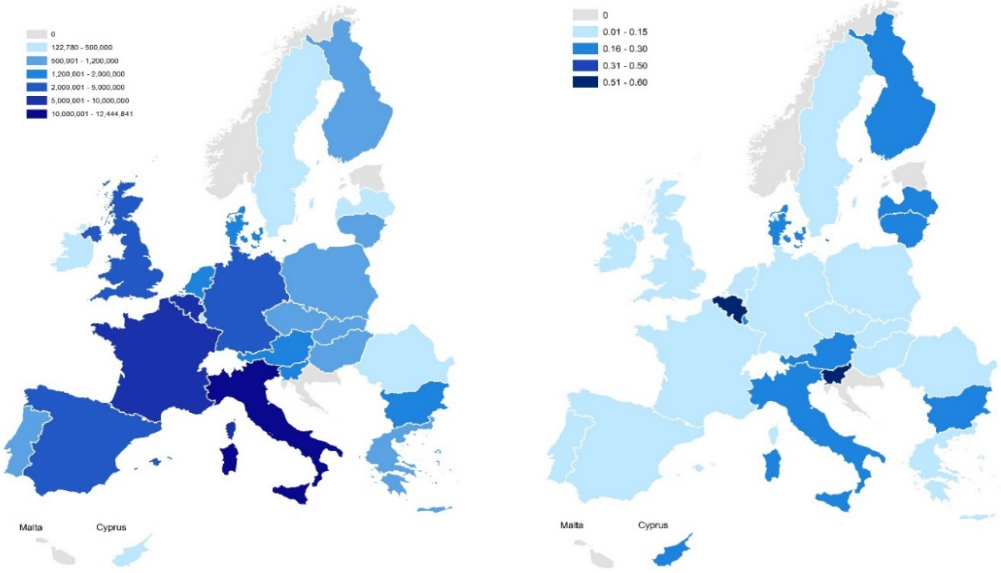 0
122,780 - 500,000
500,001 - 1,200,000
1,200,001 - 2,000,000
2,000,001 - 5,000,000
5,000,001 - 10,000,000
10,000,001 - 12,444,841
Malta Cyprus
0
0.01 - 0.15
0.16 - 0.30
0.31 - 0.50
0.51 - 0.60
Malta Cyprus